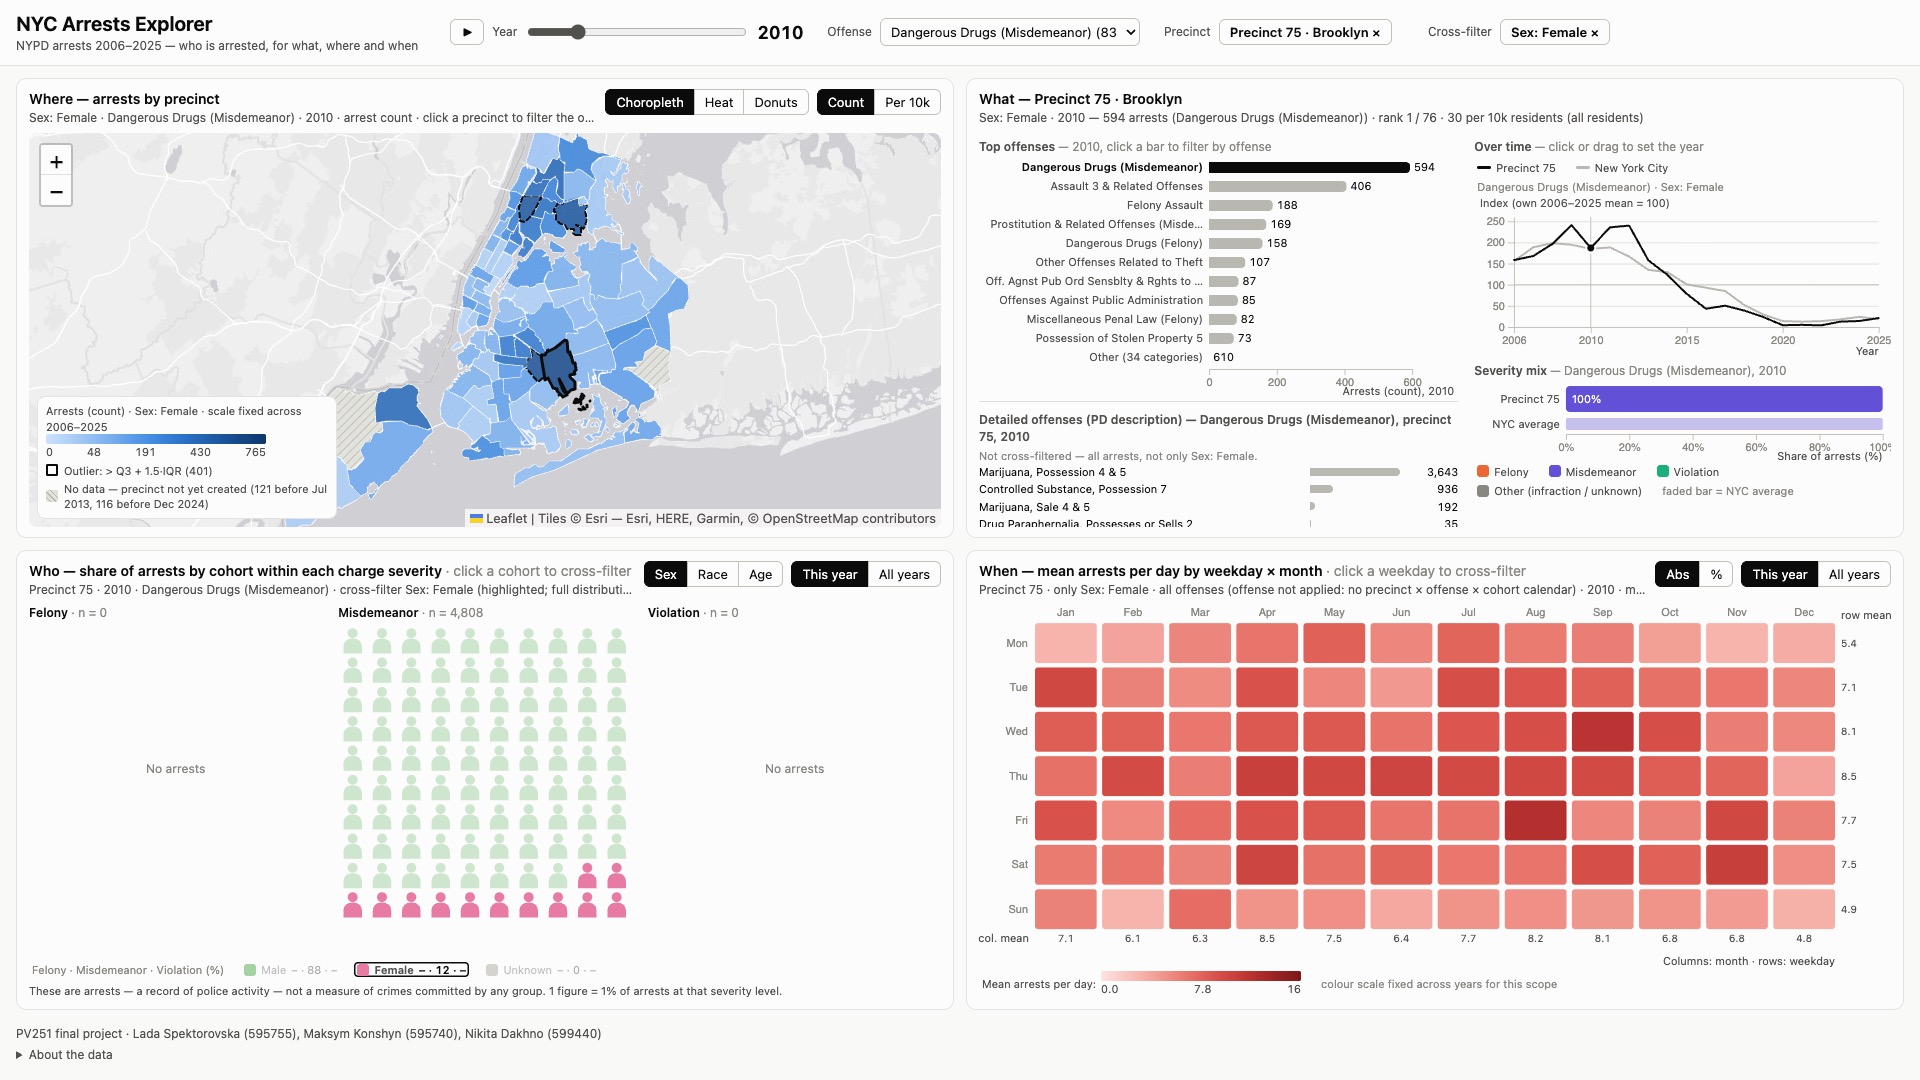 NYC Arrests Explorer
NYPD arrests 2006–2025 — who is arrested, for what, where and when
▶ Year 2010
Offense Dangerous Drugs (Misdemeanor) (83
Precinct Precinct 75 · Brooklyn ×
Cross-filter Sex: Female ×
Where — arrests by precinct
Sex: Female · Dangerous Drugs (Misdemeanor) · 2010 · arrest count · click a precinct to filter the o...
Choropleth Heat Donuts Count Per 10k
+
−
Arrests (count) · Sex: Female · scale fixed across
2006–2025
0 48 191 430 765
Outlier: > Q3 + 1.5·IQR (401)
No data — precinct not yet created (121 before Jul
2013, 116 before Dec 2024)
Leaflet | Tiles © Esri — Esri, HERE, Garmin, © OpenStreetMap contributors
What — Precinct 75 · Brooklyn
Sex: Female · 2010 — 594 arrests (Dangerous Drugs (Misdemeanor)) · rank 1 / 76 · 30 per 10k residents (all residents)
Top offenses — 2010, click a bar to filter by offense
Dangerous Drugs (Misdemeanor) 594
Assault 3 & Related Offenses 406
Felony Assault 188
Prostitution & Related Offenses (Misde... 169
Dangerous Drugs (Felony) 158
Other Offenses Related to Theft 107
Off. Agnst Pub Ord Sensblty & Rghts to ... 87
Offenses Against Public Administration 85
Miscellaneous Penal Law (Felony) 82
Possession of Stolen Property 5 73
Other (34 categories) 610
0 200 400 600
Arrests (count), 2010
Detailed offenses (PD description) — Dangerous Drugs (Misdemeanor), precinct
75, 2010
Not cross-filtered — all arrests, not only Sex: Female.
Marijuana, Possession 4 & 5 3,643
Controlled Substance, Possession 7 936
Marijuana, Sale 4 & 5 192
Drug Paraphernalia, Possesses or Sells 2 35
Over time — click or drag to set the year
Precinct 75 New York City
Dangerous Drugs (Misdemeanor) · Sex: Female
Index (own 2006–2025 mean = 100)
250
200
150
100
50
0
2006 2010 2015 2020 2025
Year
Severity mix — Dangerous Drugs (Misdemeanor), 2010
Precinct 75 100%
NYC average
0% 20% 40% 60% 80% 100%
Share of arrests (%)
Felony Misdemeanor Violation
Other (infraction / unknown) faded bar = NYC average
Who — share of arrests by cohort within each charge severity · click a cohort to cross-filter
Precinct 75 · 2010 · Dangerous Drugs (Misdemeanor) · cross-filter Sex: Female (highlighted; full distributi...
Sex Race Age This year All years
Felony · n = 0
Misdemeanor · n = 4,808
Violation · n = 0
No arrests
No arrests
Felony · Misdemeanor · Violation (%) Male – · 88 · – Female – · 12 · – Unknown – · 0 · –
These are arrests — a record of police activity — not a measure of crimes committed by any group. 1 figure = 1% of arrests at that severity level.
When — mean arrests per day by weekday × month · click a weekday to cross-filter
Precinct 75 · only Sex: Female · all offenses (offense not applied: no precinct × offense × cohort calendar) · 2010 · m...
Abs % This year All years
Jan Feb Mar Apr May Jun Jul Aug Sep Oct Nov Dec row mean
Mon 5.4
Tue 7.1
Wed 8.1
Thu 8.5
Fri 7.7
Sat 7.5
Sun 4.9
col. mean 7.1 6.1 6.3 8.5 7.5 6.4 7.7 8.2 8.1 6.8 6.8 4.8
Columns: month · rows: weekday
Mean arrests per day: 0.0 7.8 16 colour scale fixed across years for this scope
PV251 final project · Lada Spektorovska (595755), Maksym Konshyn (595740), Nikita Dakhno (599440)
▶ About the data